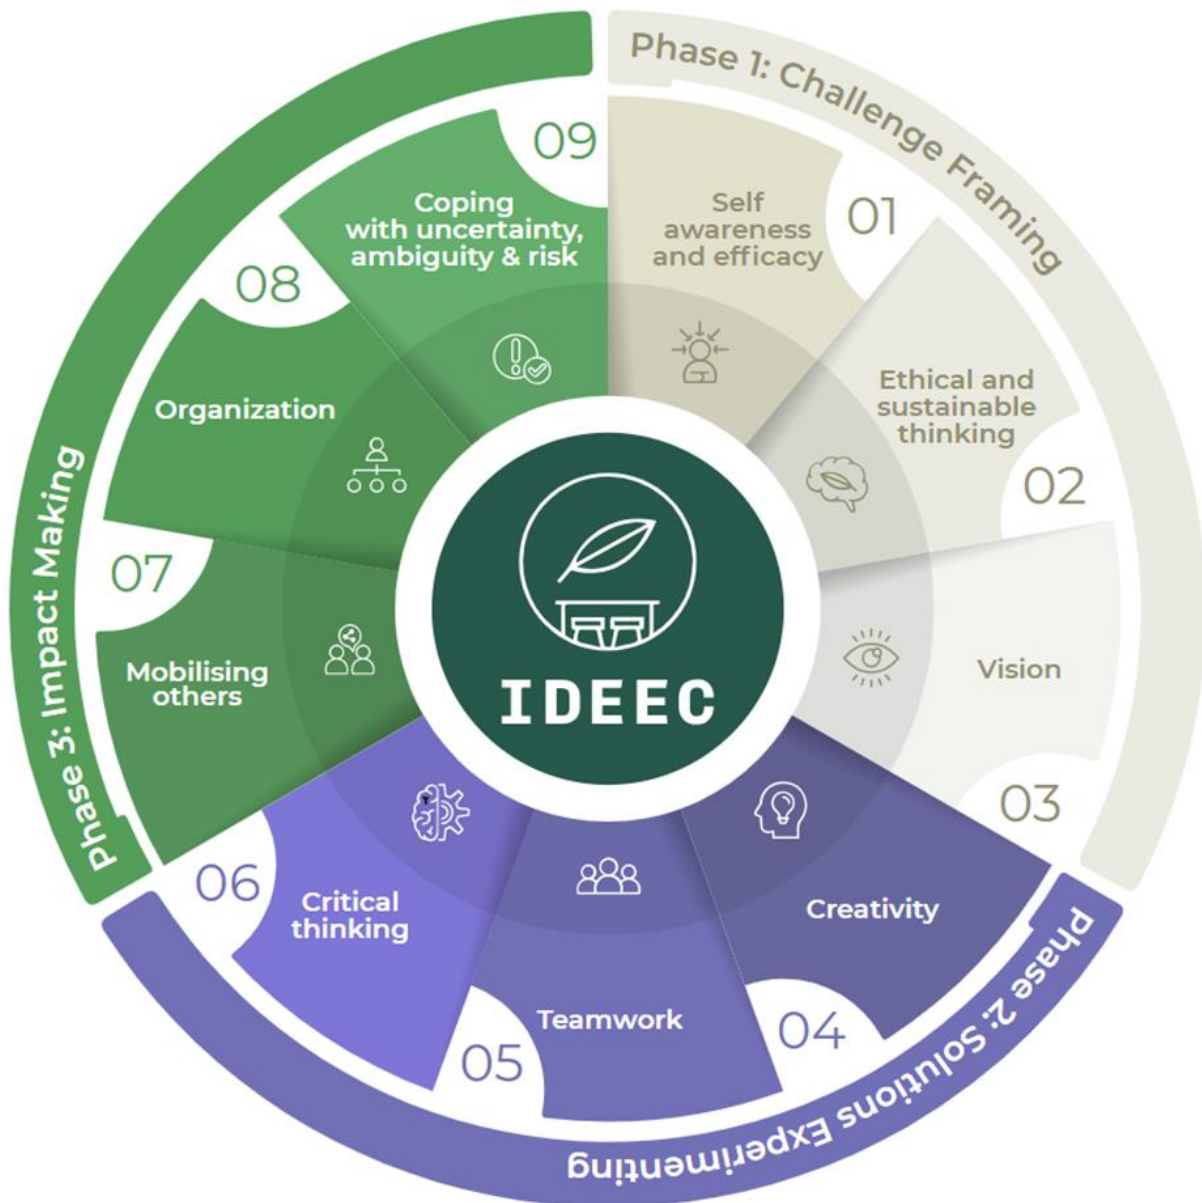 Phase 1: Challenge Framing
01
Self
awareness
and efficacy
02
Ethical and
sustainable
thinking
03
Vision
Phase 2: Solutions Experimenting
04
Creativity
05
Teamwork
06
Critical
thinking
Phase 3: Impact Making
07
Mobilising
others
08
Organization
09
Coping
with uncertainty,
ambiguity & risk
IDEEC